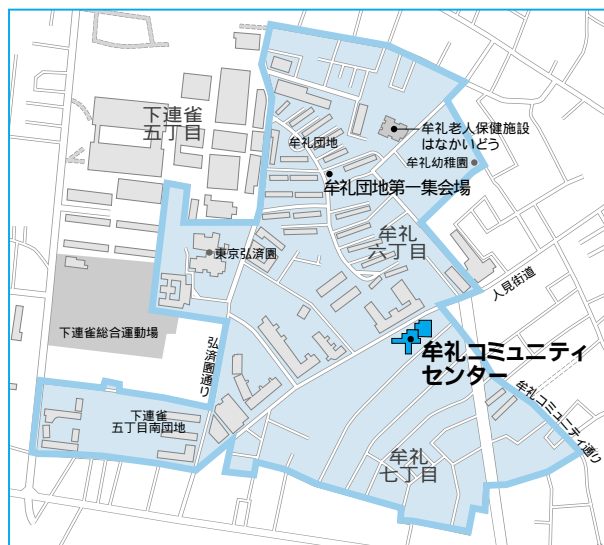 下連雀
五丁目
牟礼団地
牟礼老人保健施設
はなかいどう
牟礼幼稚園
牟礼団地第一集会場
牟礼
六丁目
東京弘済園
人見街道
下連雀総合運動場
弘済園通り
牟礼コミュニティ
センター
牟礼コミュニティ通り
下連雀
五丁目南団地
牟礼
七丁目